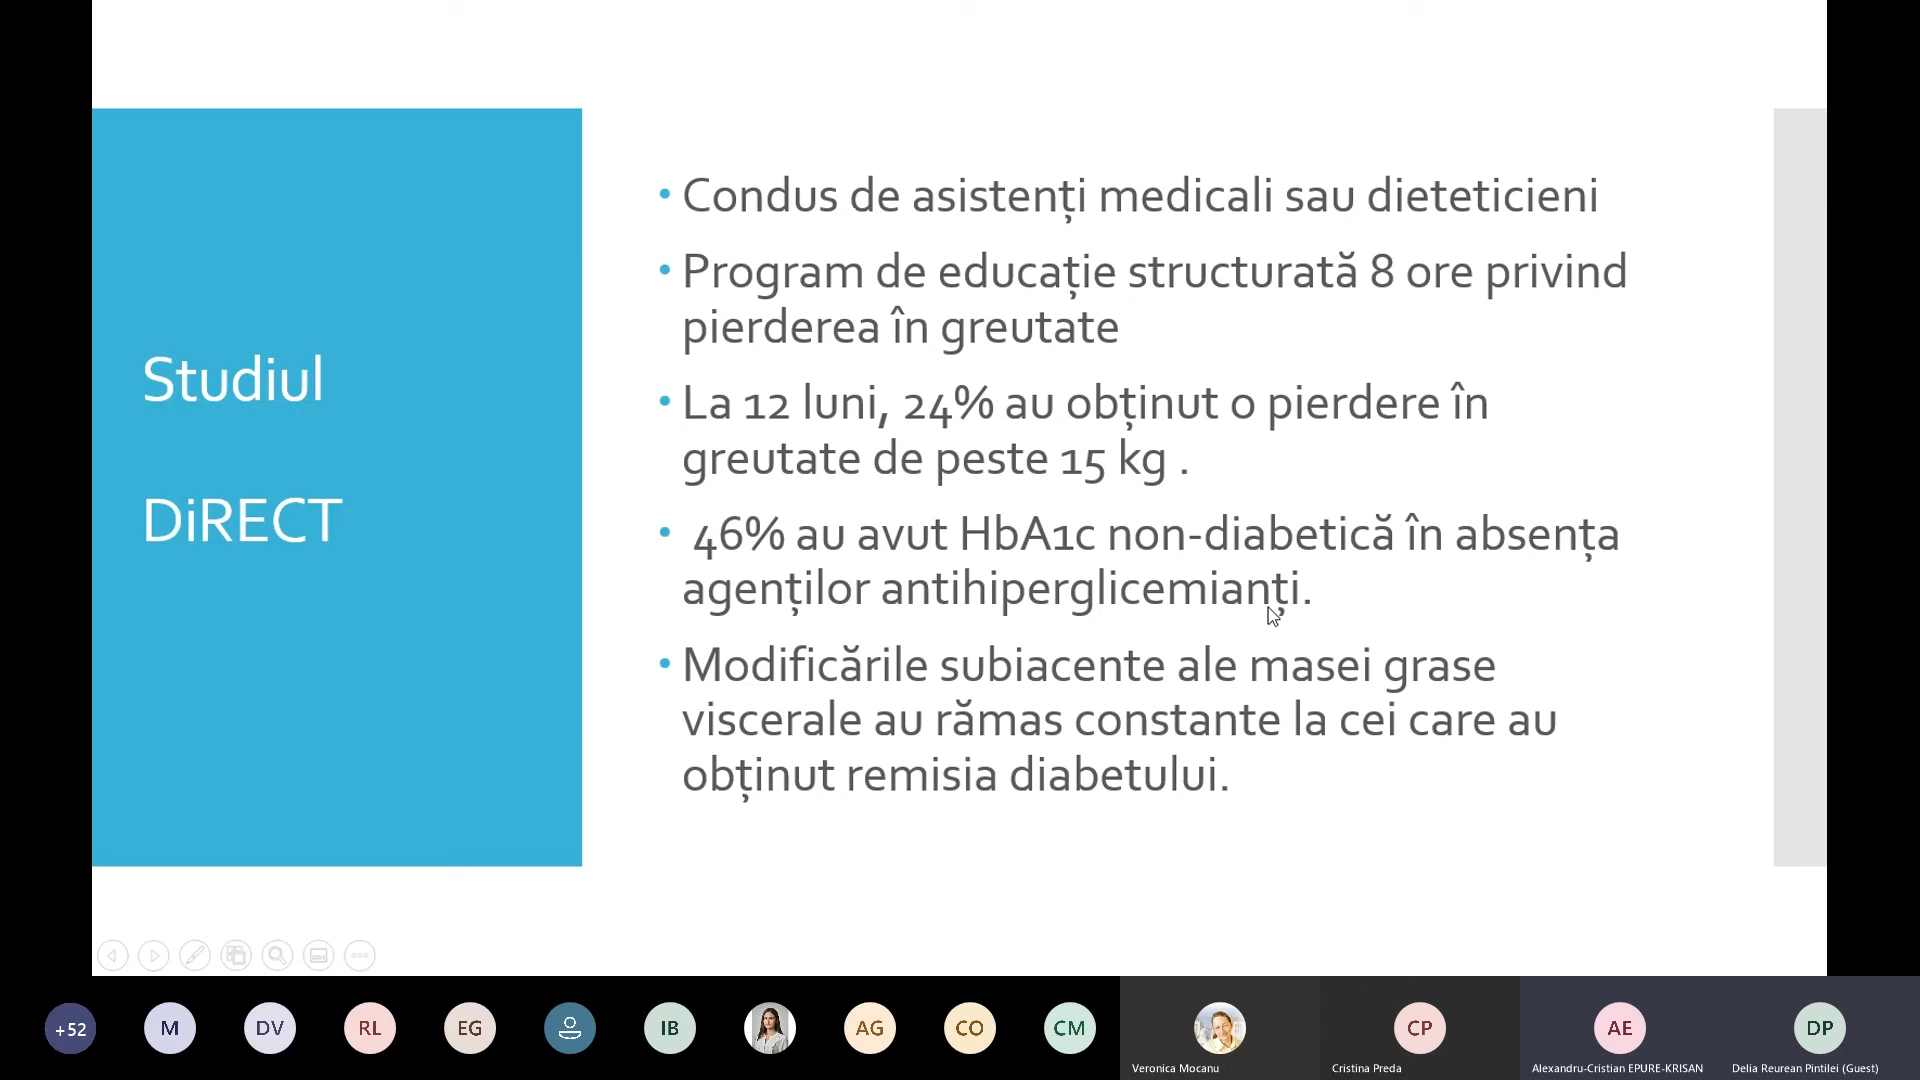 Studiul
DiRECT
• Condus de asistenți medicali sau dieteticieni
• Program de educație structurată 8 ore privind
pierderea în greutate
• La 12 luni, 24% au obținut o pierdere în
greutate de peste 15 kg .
• 46% au avut HbA1c non-diabetică în absența
agenților antihiperglicemianți.
• Modificările subiacente ale masei grase
viscerale au rămas constante la cei care au
obținut remisia diabetului.
+52
M
DV
RL
EG
IB
AG
CO
CM
Veronica Mocanu
CP
Cristina Preda
AE
Alexandru-Cristian EPURE-KRISAN
DP
Delia Reurean Pintilei (Guest)